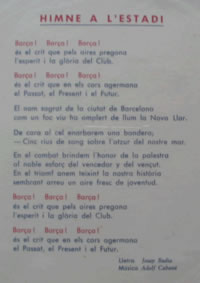 HIMNE A L'ESTADI
Barça! Barça! Barça!
és el crit que pels aires pregona
l'esperit i la glòria del Club.
Barça! Barça! Barça!
és el crit que en els cors agermana
el Passat, el Present i el Futur.
El nom sagrat de la ciutat de Barcelona
com un foc viu ha omplert de llum la Nova Llar.
De cara al cel enarborem una bandera,
— Cinc rius de sang sobre l'atzur del nostre mar.
En el combat brindem l'honor de la palestra
al noble esforç del vencedor y del vençut.
En el triomf anem teixint la nostra història
sembrant arreu un aire fresc de joventut.
Barça! Barça! Barça!
és el crit que pels aires pregona
l'esperit i la glòria del Club.
Barça! Barça! Barça!
és el crit que en els cors agermana
el Passat, el Present i el Futur.
Lletra: Josep Badia
Música: Adolf Cabané